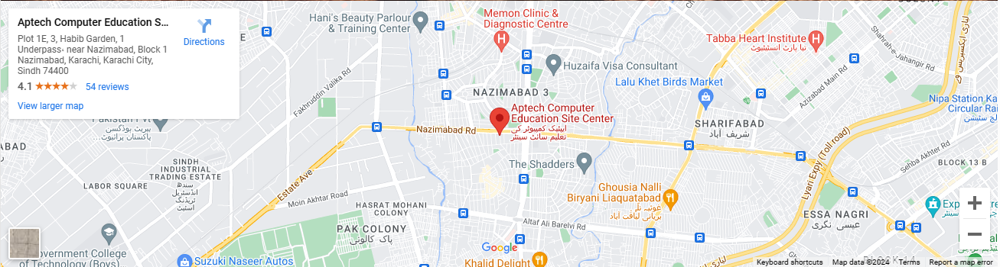 Aptech Computer Education S...
Plot 1E, 3, Habib Garden, 1
Underpass، near Nazimabad, Block 1
Nazimabad, Karachi, Karachi City,
Sindh 74400
4.1
54 reviews
View larger map
Directions
Hani's Beauty Parlour
& Training Center
Memon Clinic &
Diagnostic Centre
Tabba Heart Institute
تبا ہارٹ انسٹیٹیوٹ
Shahrah-e-Jahangir Rd
لیاری ایکسپریس وے
Huzaifa Visa Consultant
Lalu Khet Birds Market
Azizabad Main Rd
Fakhruddin Valika Rd
NAZIMABAD 3
Nipa Station Ka
Circular Rai
Aptech Computer
Education Site Center
اپٹیک کمپیوٹر کی
تعلیم سائٹ سینٹر
SHARIFABAD
شریف آباد
Pakistan Pvt
پاکستان پرائیوٹ...
Nazimabad Rd
ABAD
Sehba Akhter Rd
BLOCK 13 B
SINDH
INDUSTRIAL
TRADING ESTATE
سندھ
انڈسٹریل
ٹریڈنگ
اسٹیٹ
The Shadders
Lyari Expy (Toll road)
LABOR SQUARE
Estate Ave
Moin Akhtar Road
Ghousia Nalli
Biryani Liaquatabad
غوثیہ نلی
بریانی لیاقت آباد
HASRAT MOHANI
COLONY
Altaf Ali Barelvi Rd
ESSA NAGRI
عیسی نگری
PAK COLONY
پاک کالونی
Government College
of Technology (Boys)
Suzuki Naseer Autos
Google
Khalid Delight
Keyboard shortcuts
Map data ©2024
Terms
Report a map error